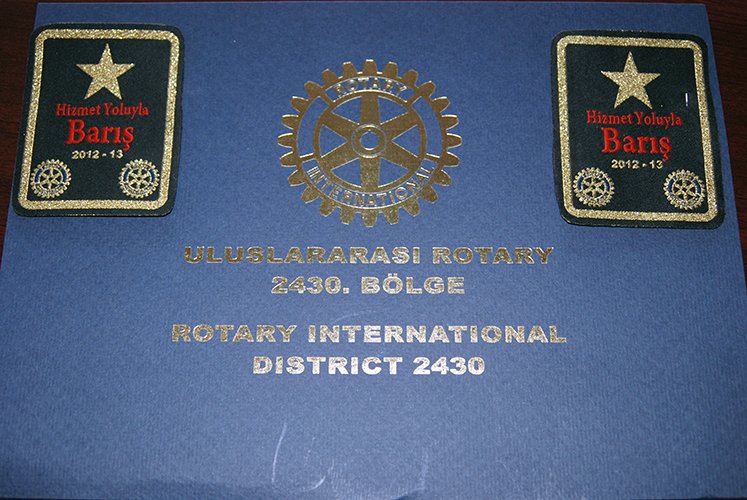 Hizmet Yoluyla
Barış
2012 - 13
ROTARY
INTERNATIONAL
ULUSLARARASI ROTARY
2430. BÖLGE
ROTARY INTERNATIONAL
DISTRICT 2430
Hizmet Yoluyla
Barış
2012 - 13